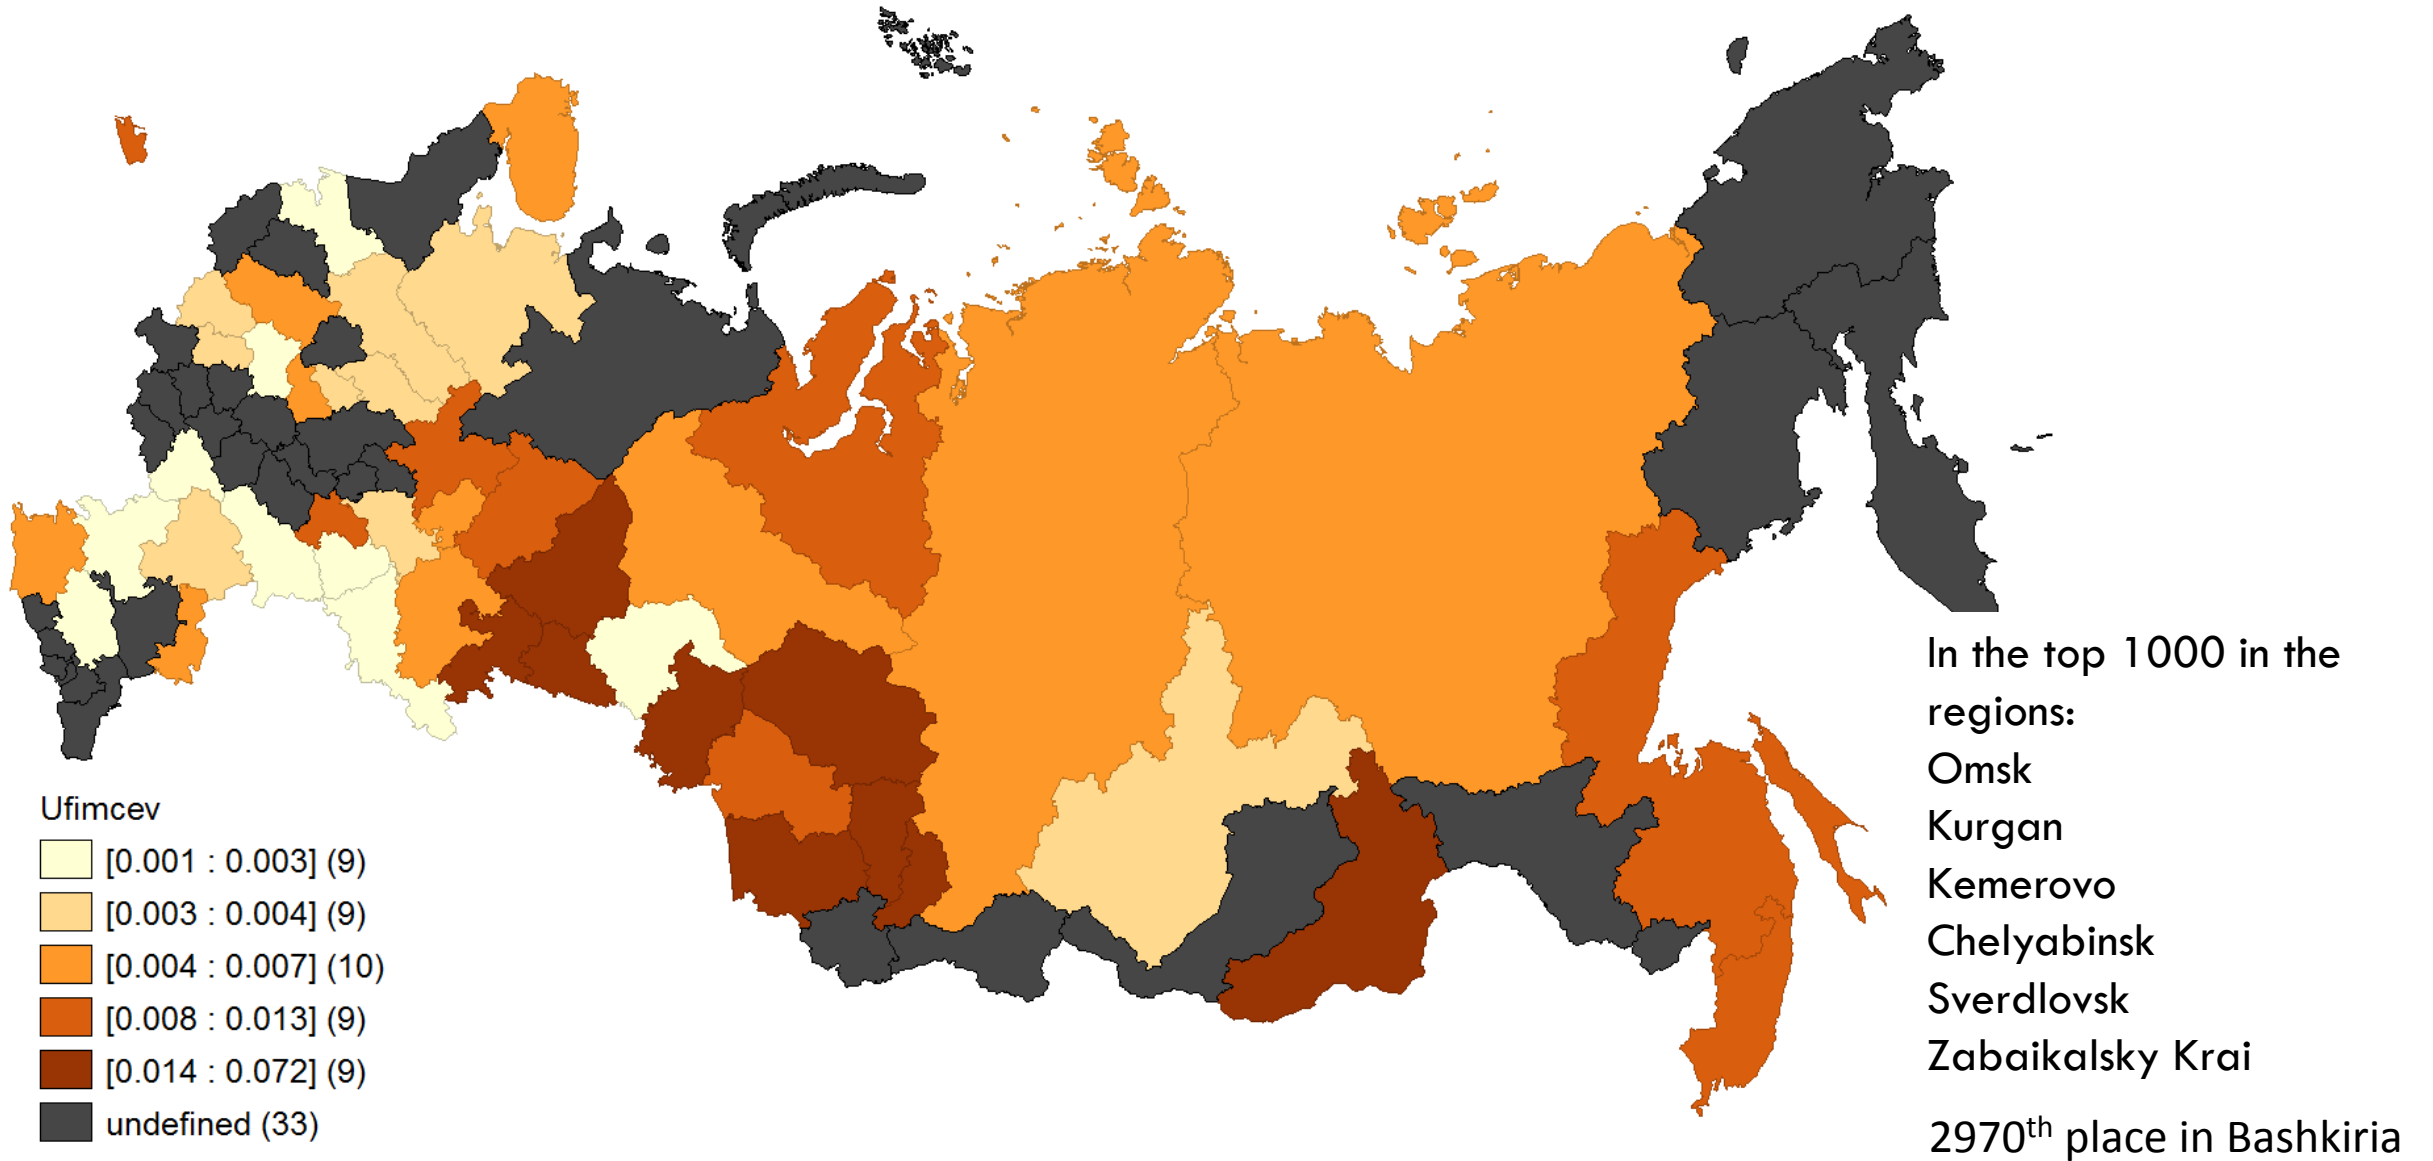 Ufimcev
[0.001 : 0.003] (9)
[0.003 : 0.004] (9)
[0.004 : 0.007] (10)
[0.008 : 0.013] (9)
[0.014 : 0.072] (9)
undefined (33)
In the top 1000 in the
regions:
Omsk
Kurgan
Kemerovo
Chelyabinsk
Sverdlovsk
Zabaikalsky Krai
2970th place in Bashkiria